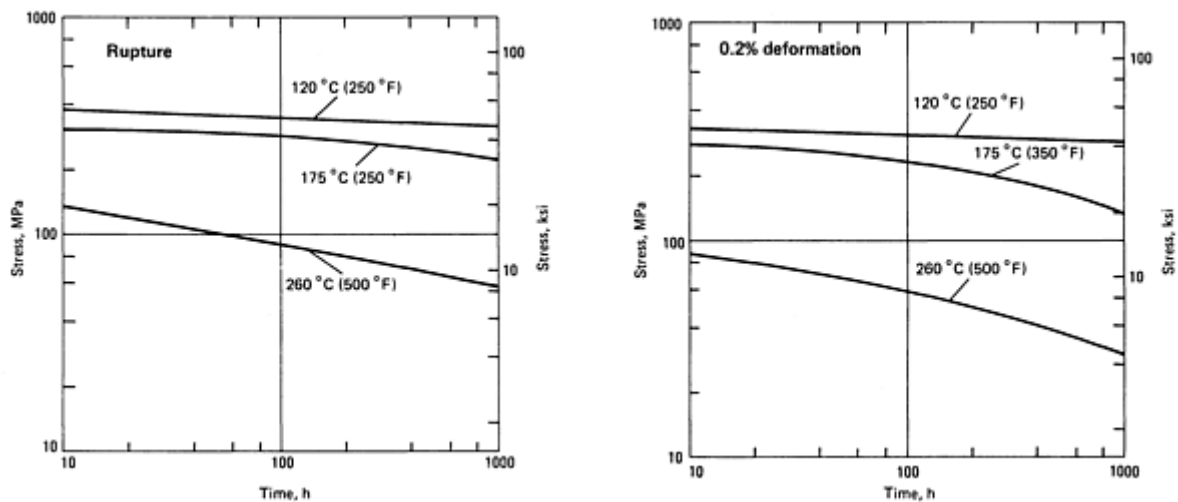 1000
Rupture
100
120 °C (250 °F)
175 °C (250 °F)
100
260 °C (500 °F)
10
10
10
100
1000
Stress, MPa
Stress, ksi
Time, h
1000
0.2% deformation
100
120 °C (250 °F)
175 °C (350 °F)
100
260 °C (500 °F)
10
10
10
100
1000
Stress, MPa
Stress, ksi
Time, h